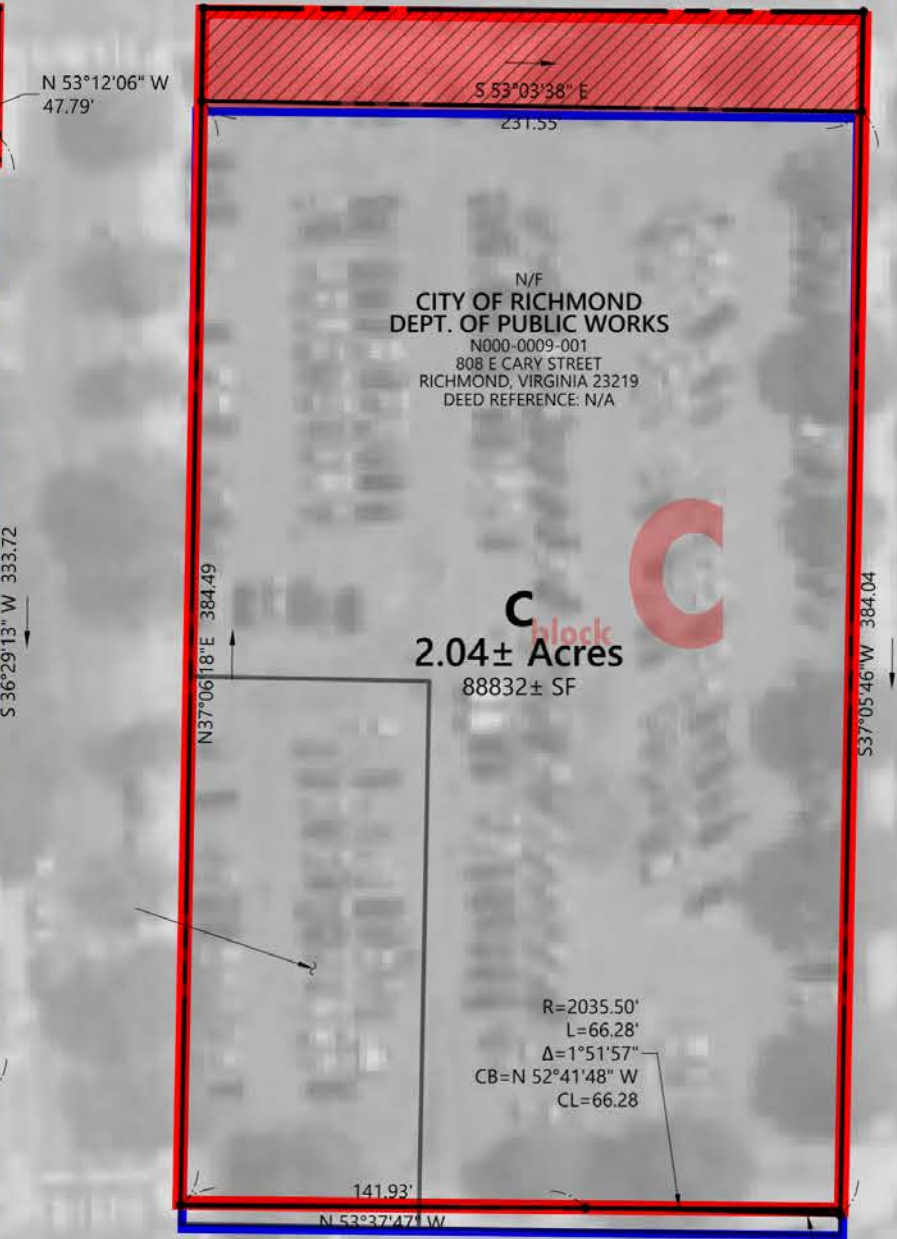 N 53°12'06" W
47.79'
S 53°03'38" E
231.55'
N/F
CITY OF RICHMOND
DEPT. OF PUBLIC WORKS
N000-0009-001
808 E CARY STREET
RICHMOND, VIRGINIA 23219
DEED REFERENCE: N/A
S 36°29'13" W 333.72
N37°06'18"E 384.49
S37°05'46"W 384.04
C
C
block
2.04± Acres
88832± SF
R=2035.50'
L=66.28'
Δ=1°51'57"
CB=N 52°41'48" W
CL=66.28
141.93'
N 53°37'47" W